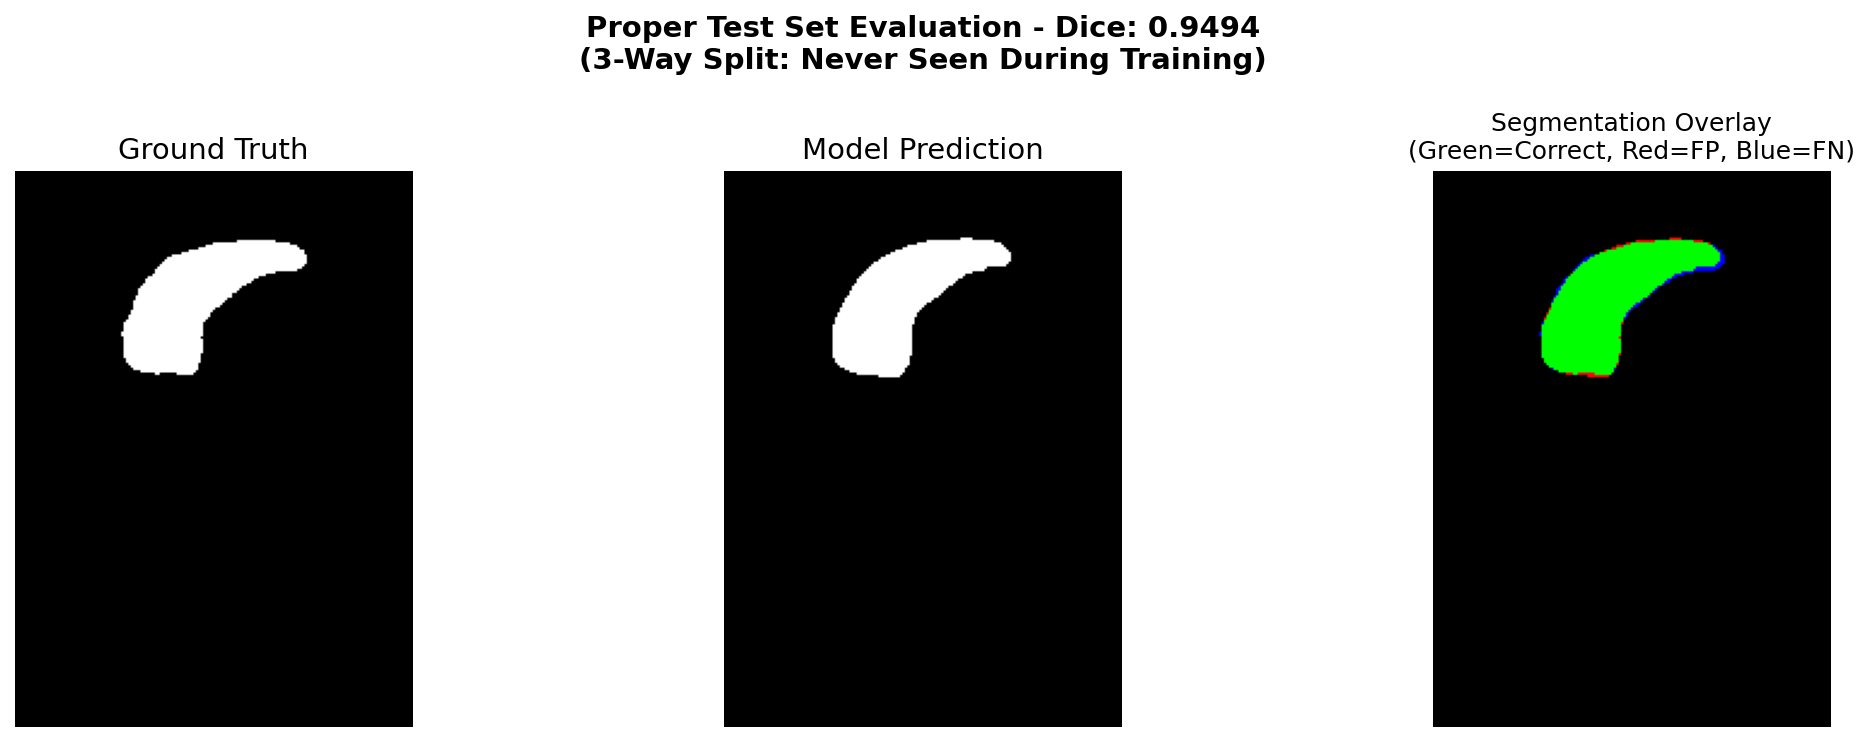 Proper Test Set Evaluation - Dice: 0.9494
(3-Way Split: Never Seen During Training)
Ground Truth
Model Prediction
Segmentation Overlay
(Green=Correct, Red=FP, Blue=FN)